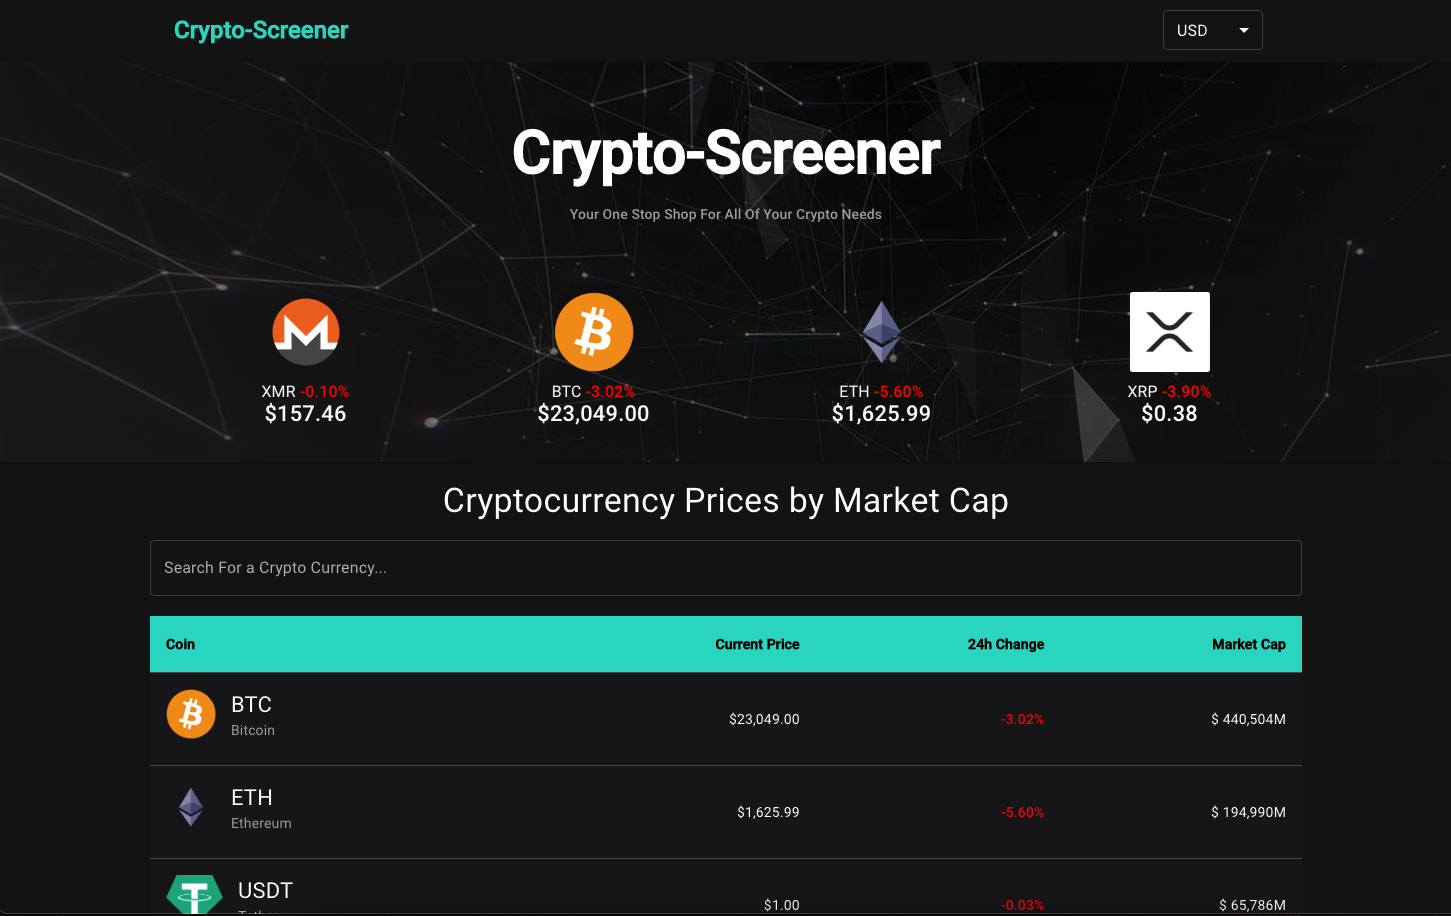 Crypto-Screener
USD
Crypto-Screener
Your One Stop Shop For All Of Your Crypto Needs
XMR -0.10%
$157.46
BTC -3.02%
$23,049.00
ETH -5.60%
$1,625.99
XRP -3.90%
$0.38
Cryptocurrency Prices by Market Cap
Search For a Crypto Currency...
Coin Current Price 24h Change Market Cap
BTC
Bitcoin
$23,049.00 -3.02% $ 440,504M
ETH
Ethereum
$1,625.99 -5.60% $ 194,990M
USDT
$1.00 -0.03% $ 65,786M